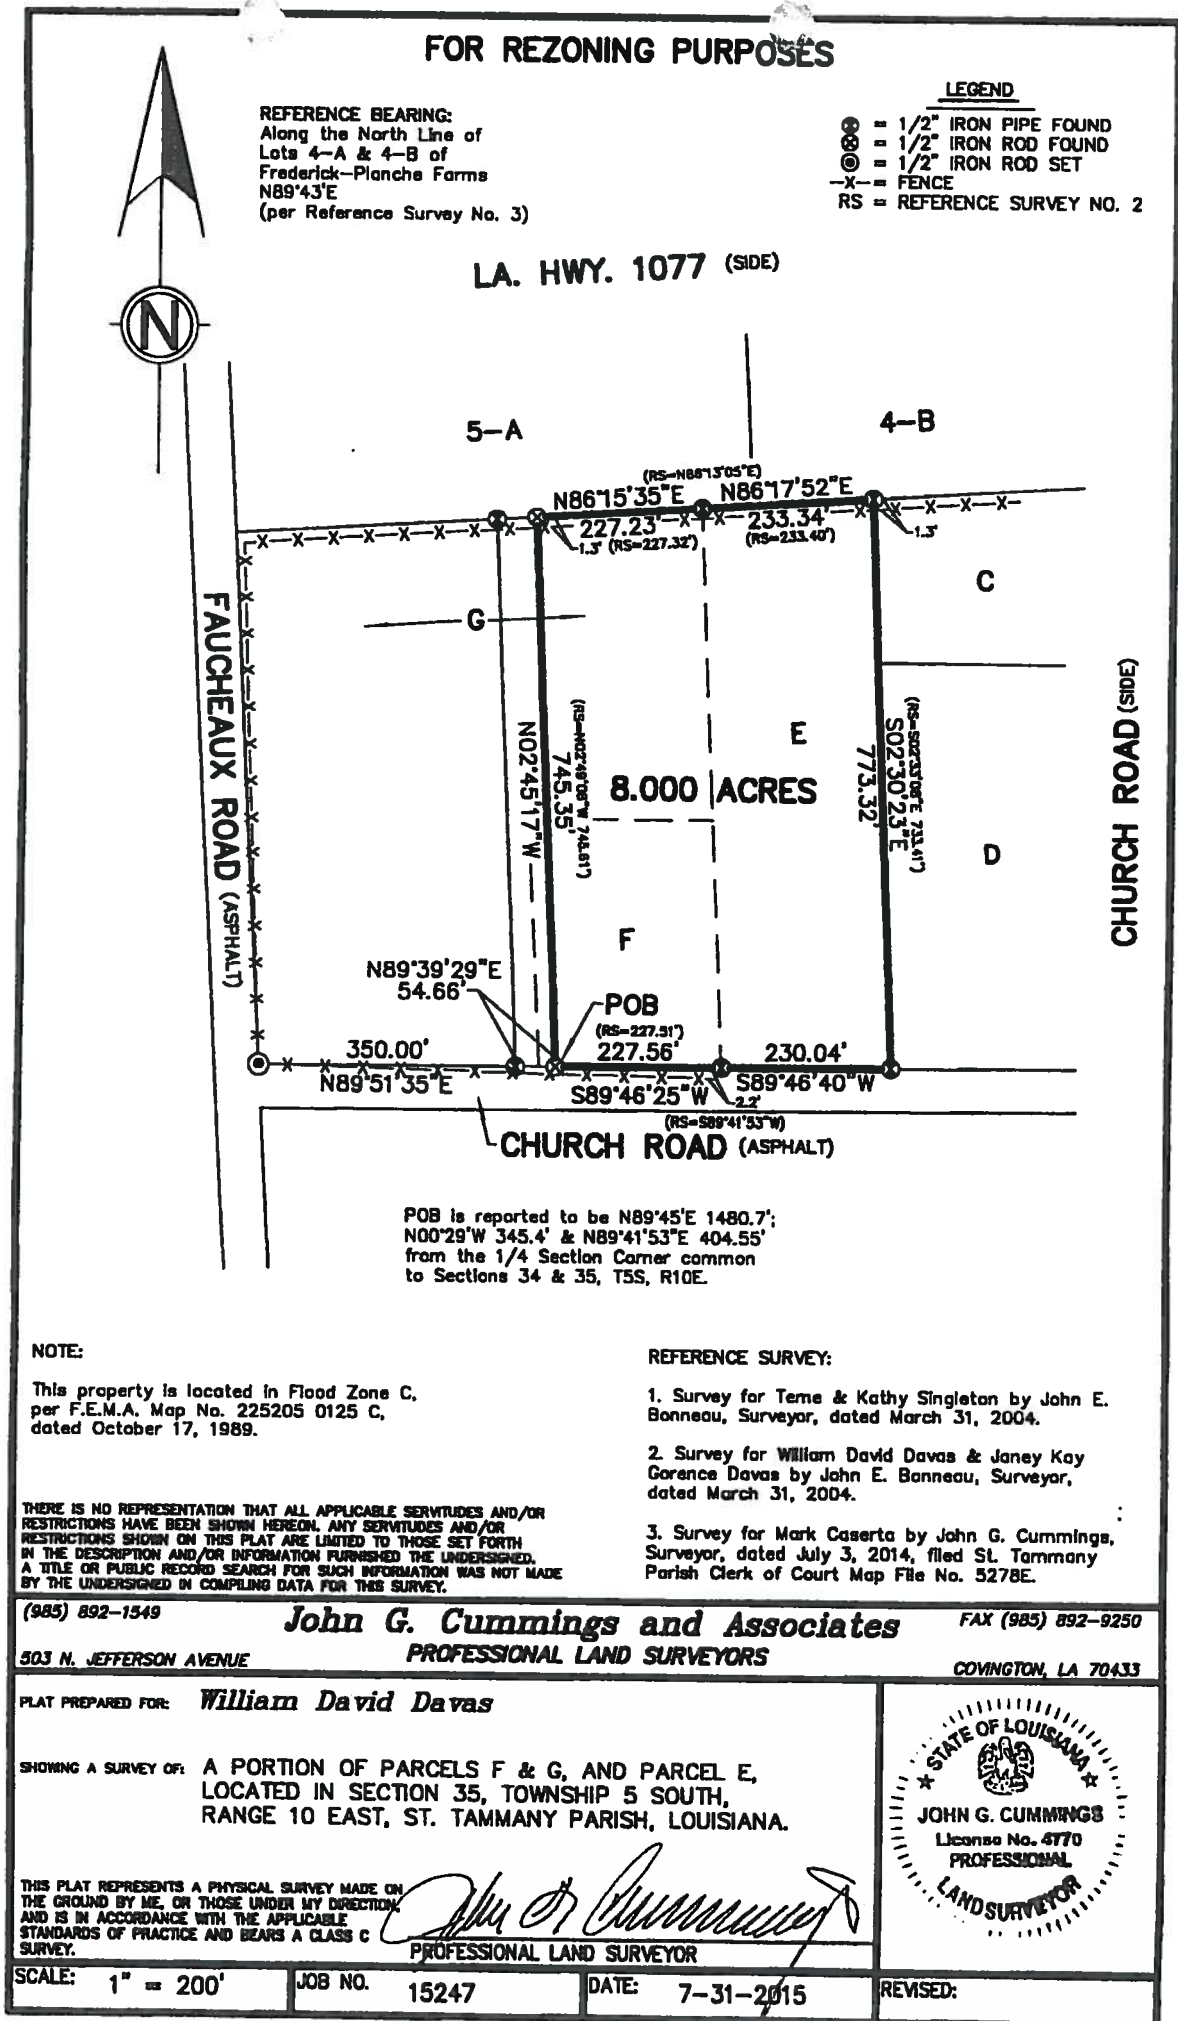 FOR REZONING PURPOSES
REFERENCE BEARING:
Along the North Line of
Lots 4-A & 4-B of
Frederick-Planche Farms
N89°43'E
(per Reference Survey No. 3)
LEGEND
= 1/2" IRON PIPE FOUND
= 1/2" IRON ROD FOUND
= 1/2" IRON ROD SET
-X- = FENCE
RS = REFERENCE SURVEY NO. 2
LA. HWY. 1077 (SIDE)
N
5-A
4-B
(RS=N86°13'05"E)
N86°15'35"E
N86°17'52"E
227.23'
233.34'
1.3' (RS=227.32')
(RS=233.40')
1.3'
C
G
FAUCHEAUX ROAD (ASPHALT)
CHURCH ROAD (SIDE)
N02°45'17"W
745.35'
E
8.000 ACRES
S02°30'23"E
773.32'
D
F
N89°39'29"E
54.66'
POB
(RS=227.51')
350.00'
227.56'
230.04'
N89°51'35"E
S89°46'25"W
S89°46'40"W
2.2'
(RS=S89°41'53"W)
CHURCH ROAD (ASPHALT)
POB is reported to be N89°45'E 1480.7';
N00°29'W 345.4' & N89°41'53"E 404.55'
from the 1/4 Section Corner common
to Sections 34 & 35, T5S, R10E.
NOTE:
This property is located in Flood Zone C,
per F.E.M.A. Map No. 225205 0125 C,
dated October 17, 1989.
REFERENCE SURVEY:
1. Survey for Teme & Kathy Singleton by John E.
Bonneau, Surveyor, dated March 31, 2004.
2. Survey for William David Davas & Janey Kay
Gorence Davas by John E. Bonneau, Surveyor,
dated March 31, 2004.
3. Survey for Mark Caserta by John G. Cummings,
Surveyor, dated July 3, 2014, filed St. Tammany
Parish Clerk of Court Map File No. 5278E.
THERE IS NO REPRESENTATION THAT ALL APPLICABLE SERVITUDES AND/OR
RESTRICTIONS HAVE BEEN SHOWN HEREON. ANY SERVITUDES AND/OR
RESTRICTIONS SHOWN ON THIS PLAT ARE LIMITED TO THOSE SET FORTH
IN THE DESCRIPTION AND/OR INFORMATION FURNISHED THE UNDERSIGNED.
A TITLE OR PUBLIC RECORD SEARCH FOR SUCH INFORMATION WAS NOT MADE
BY THE UNDERSIGNED IN COMPILING DATA FOR THIS SURVEY.
(985) 892-1549
John G. Cummings and Associates
FAX (985) 892-9250
503 N. JEFFERSON AVENUE
PROFESSIONAL LAND SURVEYORS
COVINGTON, LA 70433
PLAT PREPARED FOR: William David Davas
SHOWING A SURVEY OF: A PORTION OF PARCELS F & G, AND PARCEL E,
LOCATED IN SECTION 35, TOWNSHIP 5 SOUTH,
RANGE 10 EAST, ST. TAMMANY PARISH, LOUISIANA.
STATE OF LOUISIANA
JOHN G. CUMMINGS
License No. 4770
PROFESSIONAL
LAND SURVEYOR
THIS PLAT REPRESENTS A PHYSICAL SURVEY MADE ON
THE GROUND BY ME, OR THOSE UNDER MY DIRECTION,
AND IS IN ACCORDANCE WITH THE APPLICABLE
STANDARDS OF PRACTICE AND BEARS A CLASS C
SURVEY.
John G Cummings
PROFESSIONAL LAND SURVEYOR
SCALE: 1" = 200'
JOB NO. 15247
DATE: 7-31-2015
REVISED: